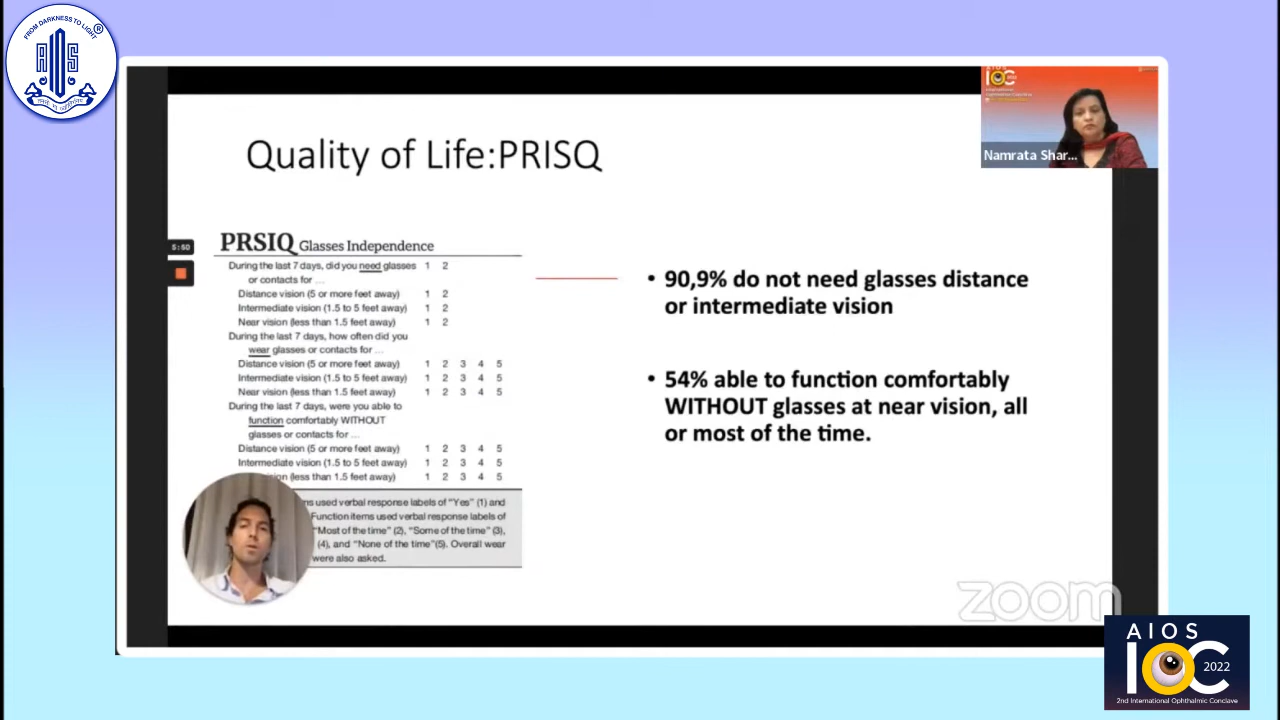 FROM DARKNESS TO LIGHT
®
AIOS
AIOS
IOC 2022
Namrata Shar...
Quality of Life:PRISQ
5:50
PRSIQ Glasses Independence
During the last 7 days, did you need glasses 1 2
or contacts for ...
Distance vision (5 or more feet away) 1 2
Intermediate vision (1.5 to 5 feet away) 1 2
Near vision (less than 1.5 feet away) 1 2
During the last 7 days, how often did you
wear glasses or contacts for ...
Distance vision (5 or more feet away) 1 2 3 4 5
Intermediate vision (1.5 to 5 feet away) 1 2 3 4 5
Near vision (less than 1.5 feet away) 1 2 3 4 5
During the last 7 days, were you able to
function comfortably WITHOUT
glasses or contacts for ...
Distance vision (5 or more feet away) 1 2 3 4 5
Intermediate vision (1.5 to 5 feet away) 1 2 3 4 5
vision (less than 1.5 feet away) 1 2 3 4 5
used verbal response labels of "Yes" (1) and
Function items used verbal response labels of
"Most of the time" (2), "Some of the time" (3),
(4), and "None of the time"(5). Overall wear
were also asked.
• 90,9% do not need glasses distance
or intermediate vision
• 54% able to function comfortably
WITHOUT glasses at near vision, all
or most of the time.
zoom
AIOS
IOC 2022
2nd International Ophthalmic Conclave